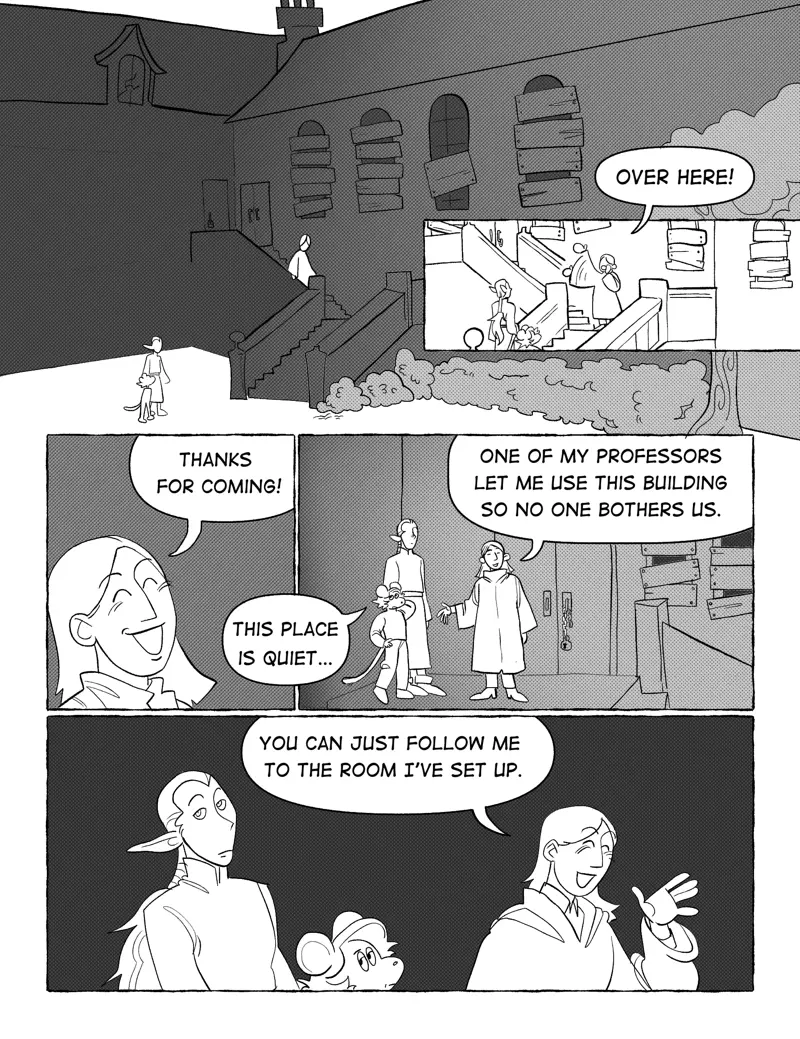 OVER HERE!
THANKS
FOR COMING!
ONE OF MY PROFESSORS
LET ME USE THIS BUILDING
SO NO ONE BOTHERS US.
THIS PLACE
IS QUIET...
YOU CAN JUST FOLLOW ME
TO THE ROOM I'VE SET UP.